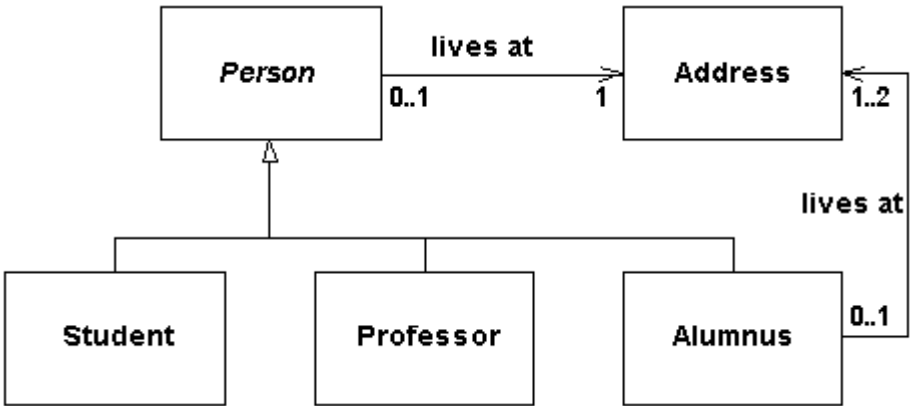 lives at
Person
Address
0..1
1
1..2
lives at
Student
Professor
Alumnus
0..1